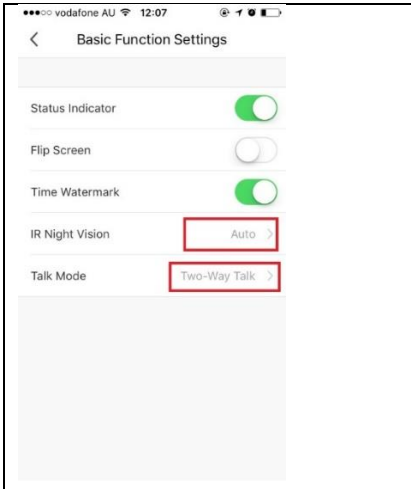 vodafone AU 12:07
Basic Function Settings
Status Indicator
Flip Screen
Time Watermark
IR Night Vision Auto
Talk Mode Two-Way Talk